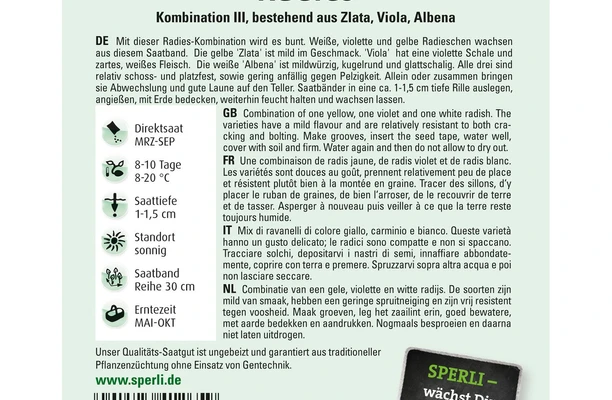 Kombination III, bestehend aus Zlata, Viola, Albena
DE Mit dieser Radies-Kombination wird es bunt. Weiße, violette und gelbe Radieschen wachsen
aus diesem Saatband. Die gelbe 'Zlata' ist mild im Geschmack. 'Viola' hat eine violette Schale und
zartes, weißes Fleisch. Die weiße 'Albena' ist mildwürzig, kugelrund und glattschalig. Alle drei sind
relativ schoss- und platzfest, sowie gering anfällig gegen Pelzigkeit. Allein oder zusammen bringen
sie Abwechslung und gute Laune auf den Teller. Saatbänder in eine ca. 1-1,5 cm tiefe Rille auslegen,
angießen, mit Erde bedecken, weiterhin feucht halten und wachsen lassen.
Direktsaat
MRZ-SEP
8-10 Tage
8-20 °C
Saattiefe
1-1,5 cm
Standort
sonnig
Saatband
Reihe 30 cm
Erntezeit
MAI-OKT
GB Combination of one yellow, one violet and one white radish. The
varieties have a mild flavour and are relatively resistant to both cra-
cking and bolting. Make grooves, insert the seed tape, water well,
cover with soil and firm. Water again and then do not allow to dry out.
FR Une combinaison de radis jaune, de radis violet et de radis blanc.
Les variétés sont douces au goût, prennent relativement peu de place
et résistent plutôt bien à la montée en graine. Tracer des sillons, d'y
placer le ruban de graines, de bien l'arroser, de le recouvrir de terre
et de tasser. Asperger à nouveau puis veiller à ce que la terre reste
toujours humide.
IT Mix di ravanelli di colore giallo, carminio e bianco. Queste varietà
hanno un gusto delicato; le radici sono compatte e non si spaccano.
Tracciare solchi, depositarvi i nastri di semi, innaffiare abbondate-
mente, coprire con terra e premere. Spruzzarvi sopra altra acqua e poi
non lasciare seccare.
NL Combinatie van een gele, violette en witte radijs. De soorten zijn
mild van smaak, hebben een geringe spruitneiging en zijn vrij resistent
tegen voosheid. Maak groeven, leg het zaailint erin, goed bewateren,
met aarde bedekken en aandrukken. Nogmaals besproeien en daarna
niet laten uitdrogen.
Unser Qualitäts-Saatgut ist ungebeizt und garantiert aus traditioneller
Pflanzenzüchtung ohne Einsatz von Gentechnik.
www.sperli.de
SPERLI –
wächst Di